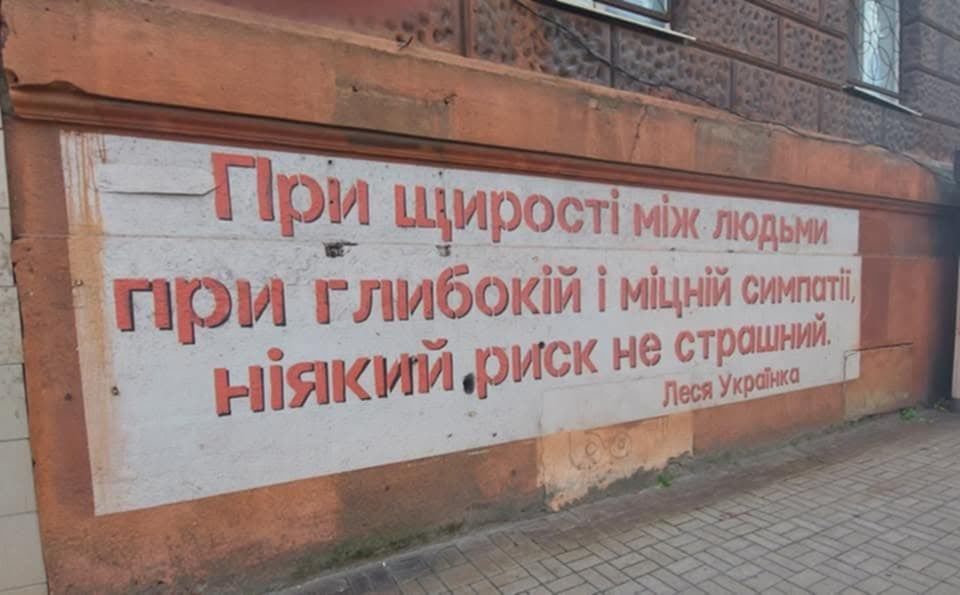 При щирості між людьми
при глибокій і міцній симпатії,
ніякий риск не страшний.
Леся Українка